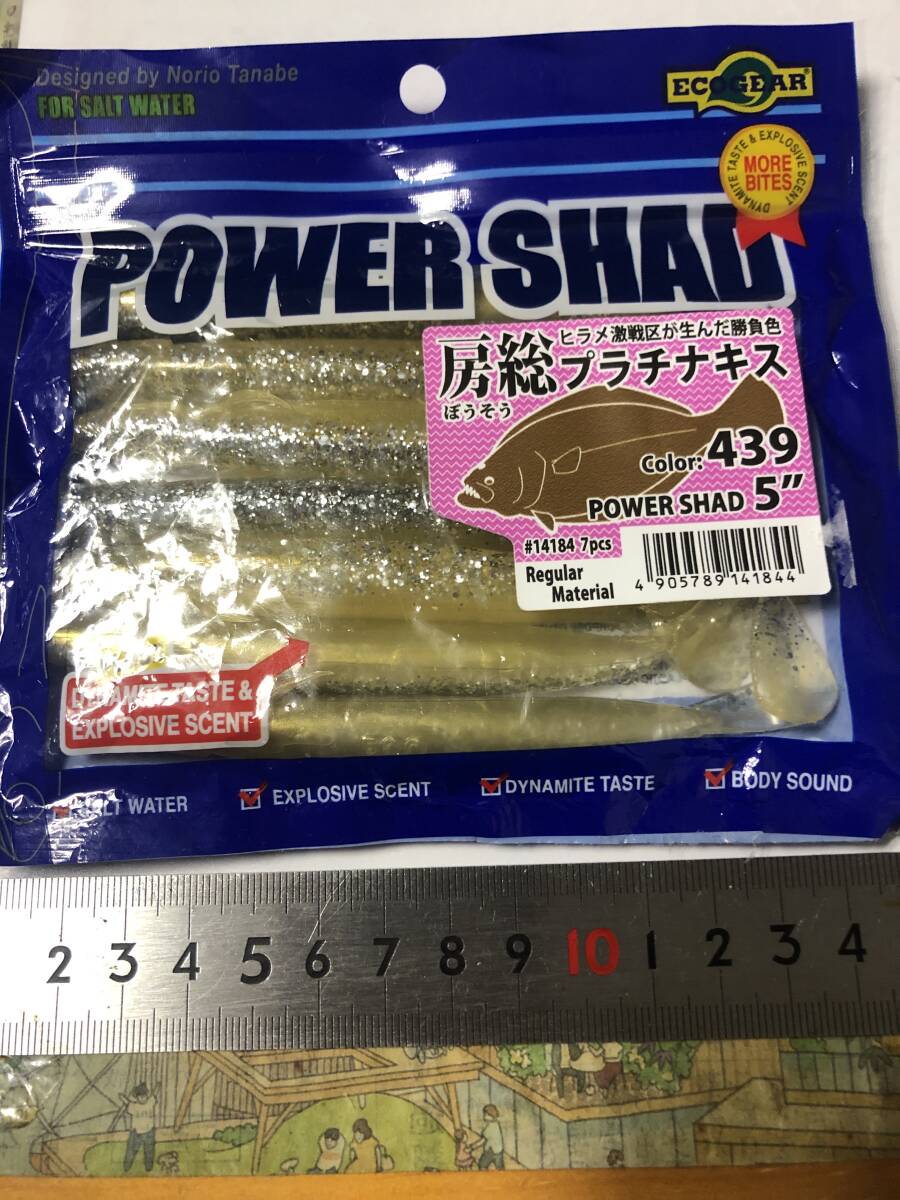 Designed by Norio Tanabe
FOR SALT WATER
ECOGEAR®
DYNAMITE TASTE & EXPLOSIVE SCENT
MORE
BITES
POWER SHAD
ヒラメ激戦区が生んだ勝負色
房総プラチナキス
ぼうそう
Color: 439
POWER SHAD 5"
#14184 7pcs
Regular
Material
4 905789 141844
DYNAMITE TASTE &
EXPLOSIVE SCENT
SALT WATER
EXPLOSIVE SCENT
DYNAMITE TASTE
BODY SOUND
2 3 4 5 6 7 8 9 10 1 2 3 4